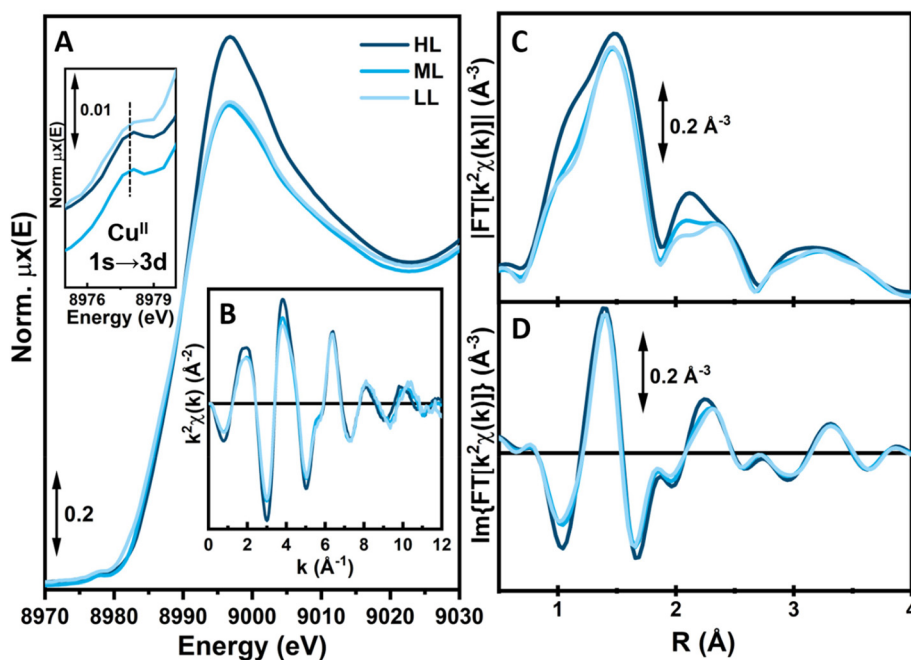 A
HL
ML
LL
0.01
Norm μx(E)
Cuᴵᴵ
1s→3d
8976 8979
Energy (eV)
Norm. μx(E)
0.2
B
k²χ(k) (Å⁻²)
0 2 4 6 8 10 12
k (Å⁻¹)
8970 8980 8990 9000 9010 9020 9030
Energy (eV)
C
0.2 Å⁻³
|FT[k²χ(k)]| (Å⁻³)
D
0.2 Å⁻³
Im{FT[k²χ(k)]} (Å⁻³)
1 2 3 4
R (Å)